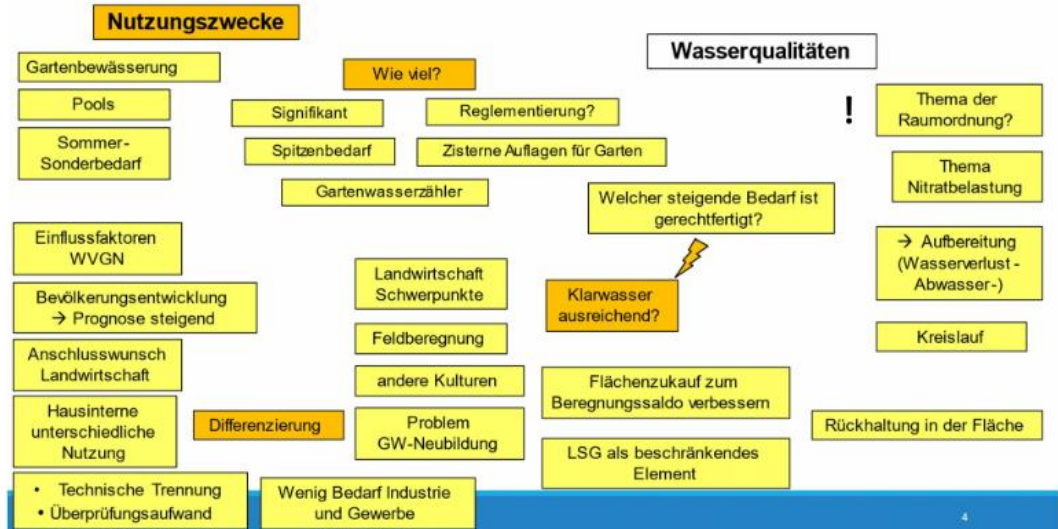 Nutzungszwecke
Wasserqualitäten
Gartenbewässerung
Pools
Sommer-
Sonderbedarf
Wie viel?
Signifikant
Reglementierung?
Spitzenbedarf
Zisterne Auflagen für Garten
Gartenwasserzähler
!
Thema der
Raumordnung?
Thema
Nitratbelastung
Welcher steigende Bedarf ist
gerechtfertigt?
Einflussfaktoren
WVGN
Bevölkerungsentwicklung
→ Prognose steigend
Anschlusswunsch
Landwirtschaft
Hausinterne
unterschiedliche
Nutzung
• Technische Trennung
• Überprüfungsaufwand
Differenzierung
Landwirtschaft
Schwerpunkte
Feldberegnung
andere Kulturen
Problem
GW-Neubildung
Wenig Bedarf Industrie
und Gewerbe
Klarwasser
ausreichend?
Flächenzukauf zum
Beregnungssaldo verbessern
LSG als beschränkendes
Element
→ Aufbereitung
(Wasserverlust -
Abwasser-)
Kreislauf
Rückhaltung in der Fläche
4